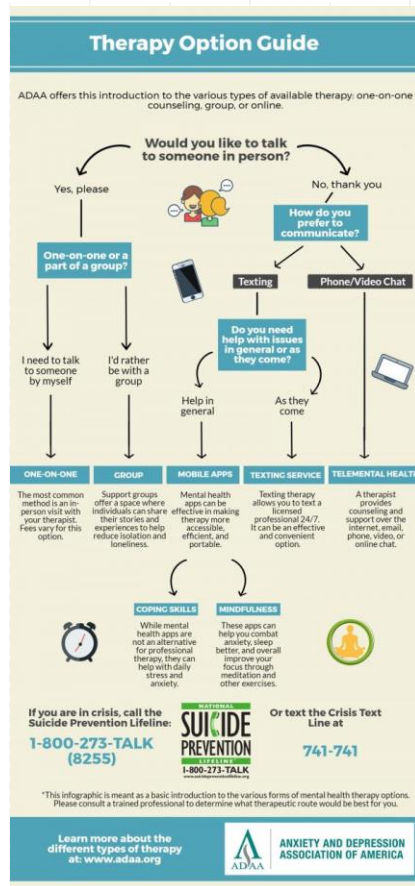 Therapy Option Guide
ADAA offers this introduction to the various types of available therapy: one-on-one
counseling, group, or online.
Would you like to talk
to someone in person?
Yes, please
No, thank you
One-on-one or a
part of a group?
How do you
prefer to
communicate?
Texting
Phone/Video Chat
Do you need
help with issues
in general or as
they come?
I need to talk
to someone
by myself
I'd rather
be with a
group
Help in
general
As they
come
ONE-ON-ONE
The most common
method is an in-
person visit with
your therapist.
Fees vary for this
option.
GROUP
Support groups
offer a space where
individuals can share
their stories and
experiences to help
reduce isolation and
loneliness.
MOBILE APPS
Mental health
apps can be
effective in making
therapy more
accessible,
efficient, and
portable.
TEXTING SERVICE
Texting therapy
allows you to text a
licensed
professional 24/7.
It can be an effective
and convenient
option.
TELEMENTAL HEALTH
A therapist
provides
counseling and
support over the
internet, email,
phone, video, or
online chat.
COPING SKILLS
While mental
health apps are
not an alternative
for professional
therapy, they can
help with daily
stress and
anxiety.
MINDFULNESS
These apps can
help you combat
anxiety, sleep
better, and overall
improve your
focus through
meditation and
other exercises.
If you are in crisis, call the
Suicide Prevention Lifeline:
1-800-273-TALK
(8255)
NATIONAL
SUICIDE
PREVENTION
LIFELINE
1-800-273-TALK
www.suicidepreventionlifeline.org
Or text the Crisis Text
Line at
741-741
*This infographic is meant as a basic introduction to the various forms of mental health therapy options.
Please consult a trained professional to determine what therapeutic route would be best for you.
Learn more about the
different types of therapy
at: www.adaa.org
ADAA
ANXIETY AND DEPRESSION
ASSOCIATION OF AMERICA